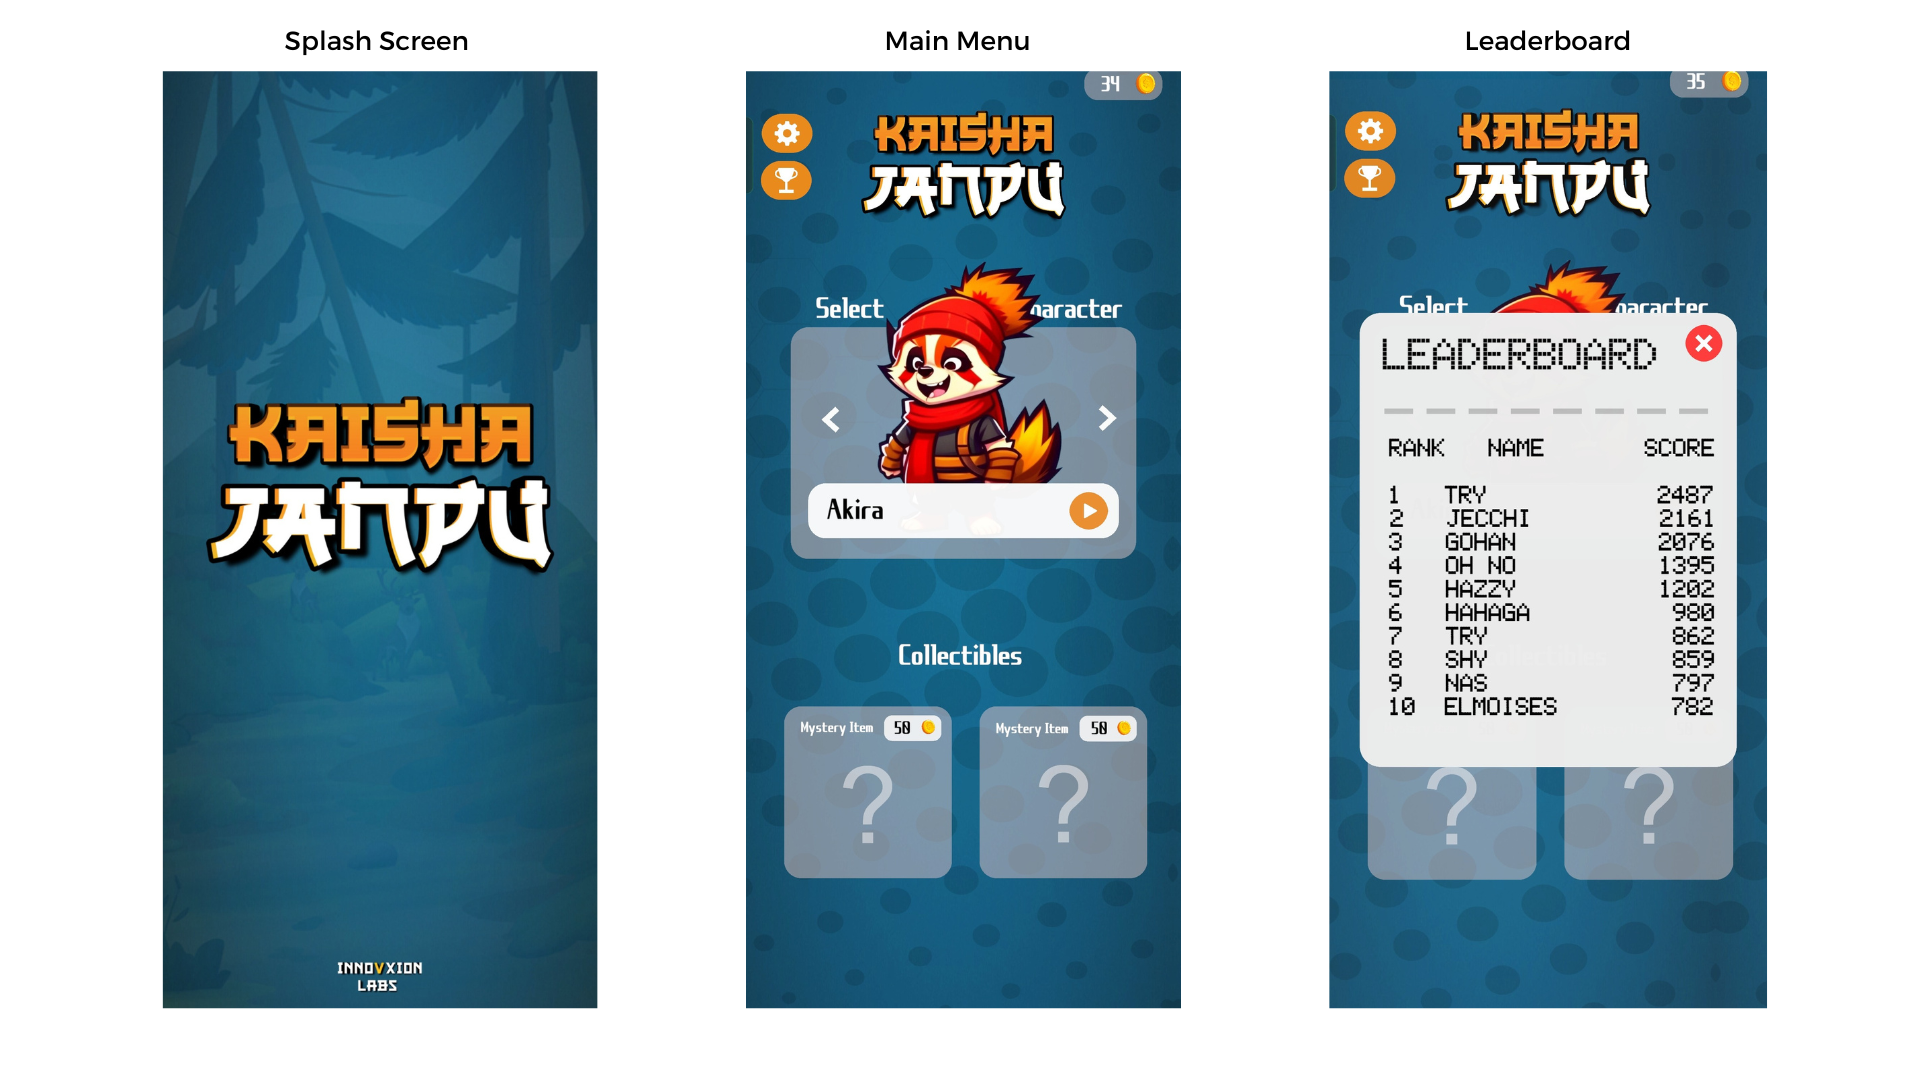 Splash Screen
KAISHA
JANPU
INNOVXION
LABS
Main Menu
34
KAISHA
JANPU
Select haracter
Akira
Collectibles
Mystery Item 50
?
Mystery Item 50
?
Leaderboard
35
KAISHA
JANPU
Select haracter
LEADERBOARD
RANK NAME SCORE
1 TRY 2487
2 JECCHI 2161
3 GOHAN 2076
4 OH NO 1395
5 HAZZY 1202
6 HAHAGA 980
7 TRY 862
8 SHY 859
9 NAS 797
10 ELMOISES 782
?
?